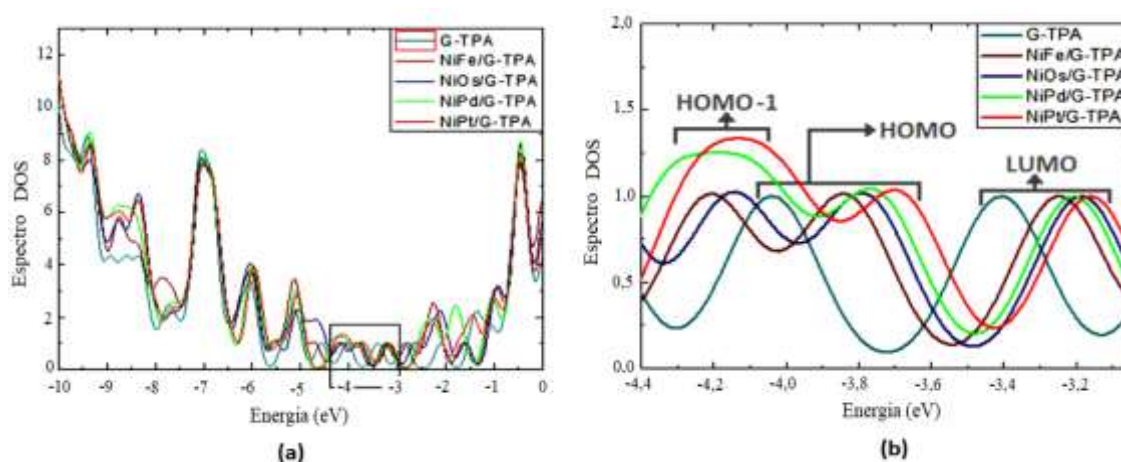 G-TPA
NiFe/G-TPA
NiOs/G-TPA
NiPd/G-TPA
NiPt/G-TPA
Espectro DOS
12
10
8
6
4
2
0
-10 -9 -8 -7 -6 -5 -4 -3 -2 -1 0
Energia (eV)
(a)
G-TPA
NiFe/G-TPA
NiOs/G-TPA
NiPd/G-TPA
NiPt/G-TPA
HOMO-1
HOMO
LUMO
Espectro DOS
2,0
1,5
1,0
0,5
0,0
-4,4 -4,2 -4,0 -3,8 -3,6 -3,4 -3,2
Energia (eV)
(b)